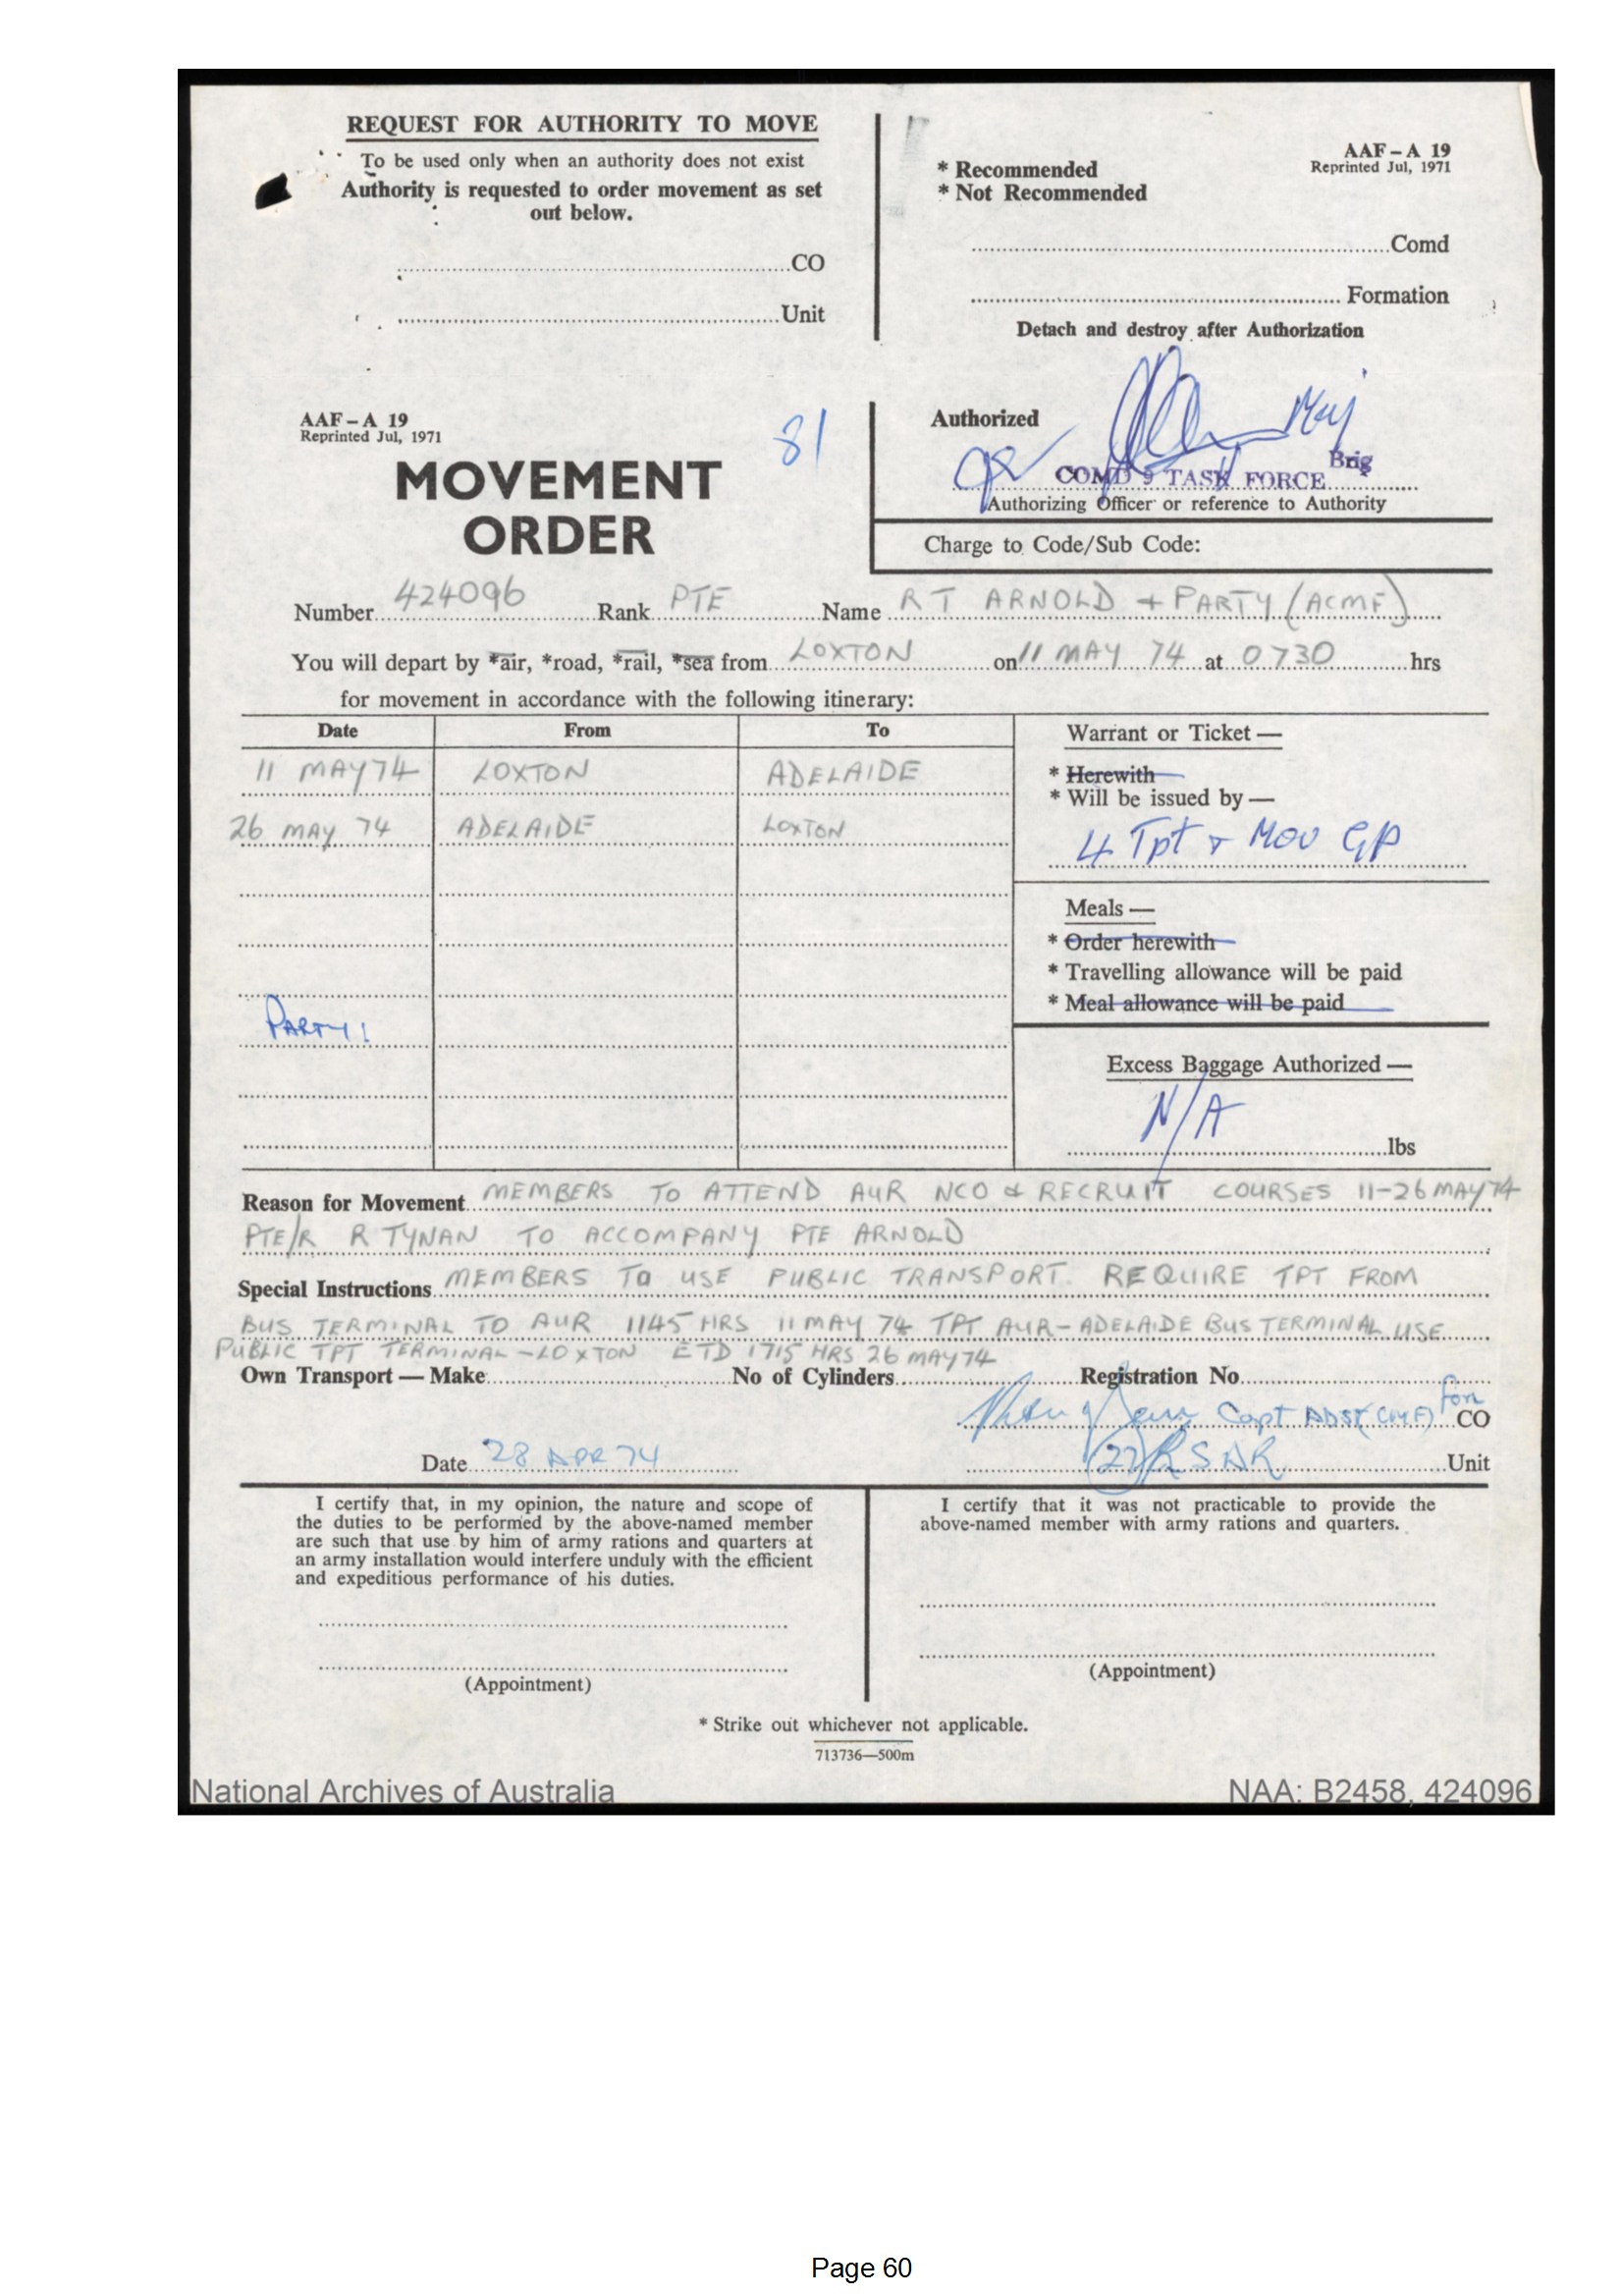 REQUEST FOR AUTHORITY TO MOVE
To be used only when an authority does not exist
Authority is requested to order movement as set
out below.
CO
Unit
AAF – A 19
Reprinted Jul, 1971
* Recommended
* Not Recommended
Comd
Formation
Detach and destroy after Authorization
AAF – A 19
Reprinted Jul, 1971
81
MOVEMENT
ORDER
Authorized
Maj
Brig
COMD 9 TASK FORCE
Authorizing Officer or reference to Authority
Charge to Code/Sub Code:
Number 424096 Rank PTE Name R T ARNOLD + PARTY (ACMF)
You will depart by *air, *road, *rail, *sea from LOXTON on 11 MAY 74 at 0730 hrs
for movement in accordance with the following itinerary:
Date From To
11 MAY 74 LOXTON ADELAIDE
26 MAY 74 ADELAIDE LOXTON
PARTY!
Warrant or Ticket —
* Herewith
* Will be issued by —
4 Tpt & Mov GP
Meals —
* Order herewith
* Travelling allowance will be paid
* Meal allowance will be paid
Excess Baggage Authorized —
N/A
lbs
Reason for Movement MEMBERS TO ATTEND AUR NCO & RECRUIT COURSES 11-26 MAY 74
PTE/R R TYNAN TO ACCOMPANY PTE ARNOLD
Special Instructions MEMBERS TO USE PUBLIC TRANSPORT. REQUIRE TPT FROM
BUS TERMINAL TO AUR 1145 HRS 11 MAY 74 TPT AUR – ADELAIDE BUS TERMINAL USE
PUBLIC TPT TERMINAL – LOXTON ETD 1715 HRS 26 MAY 74
Own Transport — Make No of Cylinders Registration No
Capt ADJT (CMF) for CO
Date 28 APR 74 (27) RSAR Unit
I certify that, in my opinion, the nature and scope of
the duties to be performed by the above-named member
are such that use by him of army rations and quarters at
an army installation would interfere unduly with the efficient
and expeditious performance of his duties.
(Appointment)
I certify that it was not practicable to provide the
above-named member with army rations and quarters.
(Appointment)
* Strike out whichever not applicable.
713736—500m
National Archives of Australia
NAA: B2458, 424096
Page 60